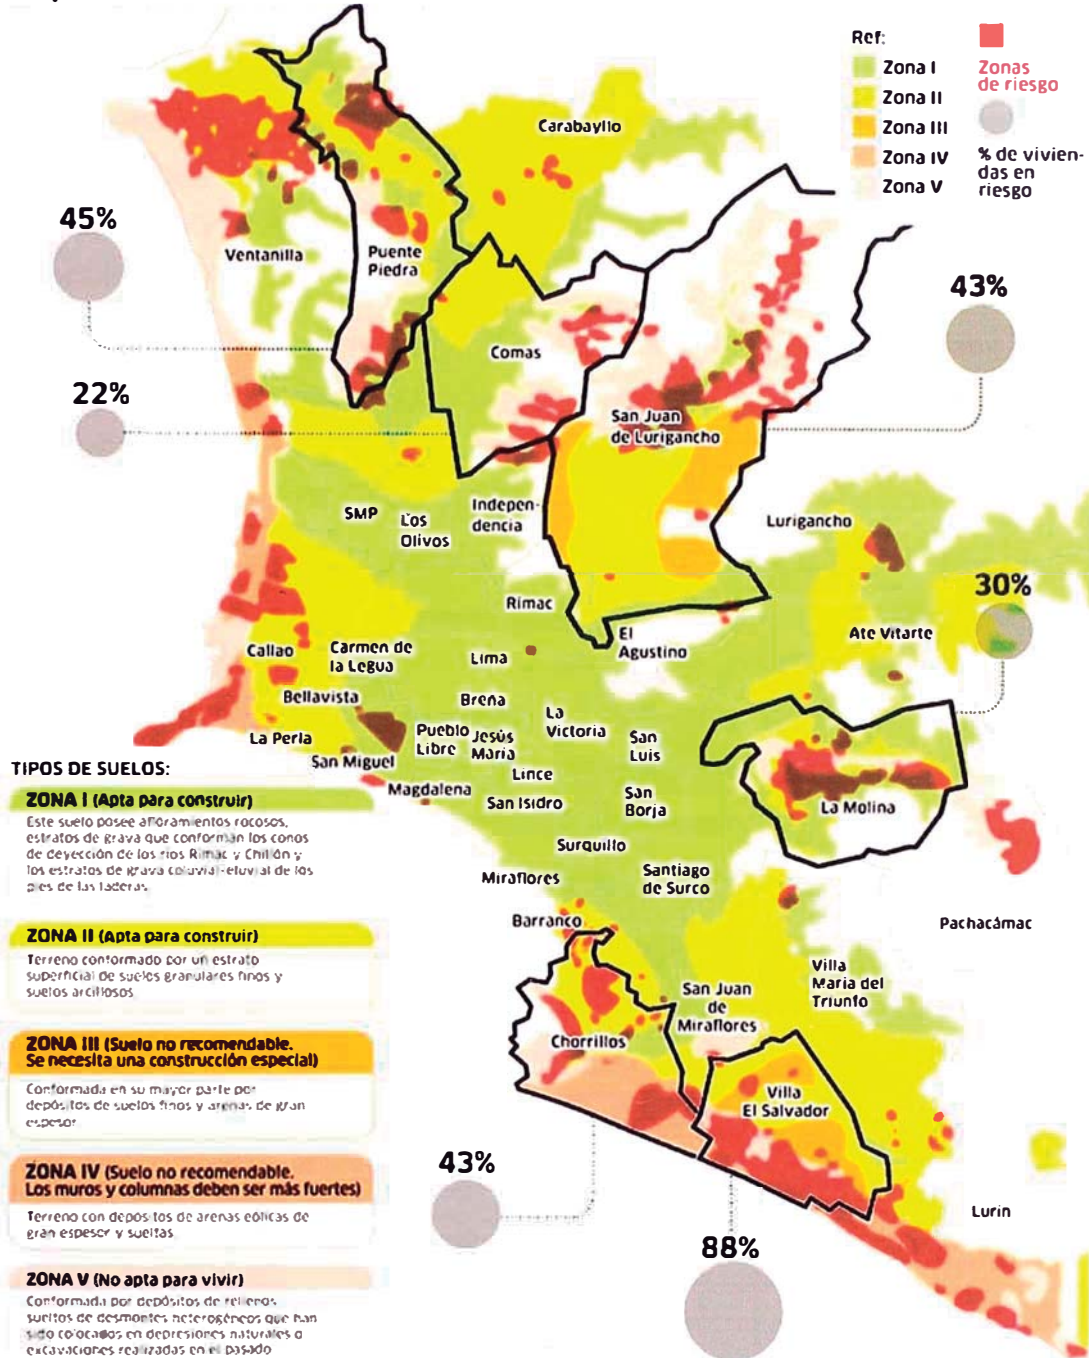 Ref:
Zona I
Zona II
Zona III
Zona IV
Zona V
Zonas
de riesgo
% de vivien-
das en
riesgo
Carabayllo
45%
Ventanilla
Puente
Piedra
43%
Comas
22%
San Juan
de Lurigancho
SMP
Los
Olivos
Indepen-
dencia
Lurigancho
30%
Rimac
El
Agustino
Ate Vitarte
Callao
Carmen de
la Legua
Lima
Bellavista
Breña
La
Victoria
La Perla
Pueblo
Libre
Jesús
María
San
Luis
San Miguel
Lince
Magdalena
San Isidro
San
Borja
La Molina
Surquillo
Miraflores
Santiago
de Surco
Barranco
Pachacámac
San Juan
de
Miraflores
Villa
Maria del
Triunfo
Chorrillos
Villa
El Salvador
43%
88%
Lurin
TIPOS DE SUELOS:
ZONA I (Apta para construir)
Este suelo posee afloramientos rocosos,
estratos de grava que conforman los conos
de deyección de los ríos Rimac y Chillón y
los estratos de grava coluvial-eluvial de los
pies de las laderas.
ZONA II (Apta para construir)
Terreno conformado por un estrato
superficial de suelos granulares finos y
suelos arcillosos
ZONA III (Suelo no recomendable.
Se necesita una construcción especial)
Conformada en su mayor parte por
depósitos de suelos finos y arenas de gran
espesor
ZONA IV (Suelo no recomendable.
Los muros y columnas deben ser más fuertes)
Terreno con depósitos de arenas eólicas de
gran espesor y sueltas
ZONA V (No apta para vivir)
Conformada por depósitos de rellenos
sueltos de desmontes heterogéneos que han
sido colocados en depresiones naturales o
excavaciones realizadas en el pasado